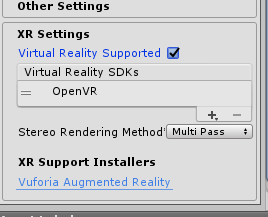 Other Settings
XR Settings
Virtual Reality Supported
Virtual Reality SDKs
OpenVR
Stereo Rendering Method*
Multi Pass
XR Support Installers
Vuforia Augmented Reality